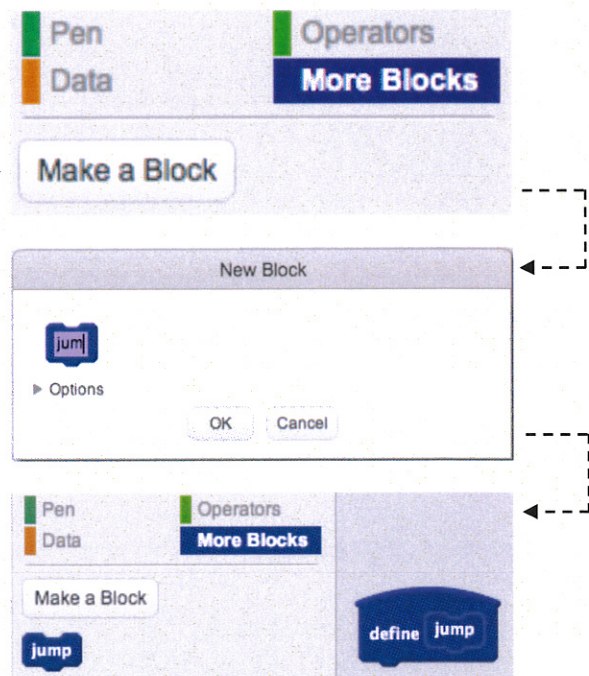 Pen Operators
Data More Blocks
Make a Block
New Block
jum
Options
OK Cancel
Pen Operators
Data More Blocks
Make a Block
jump
define jump